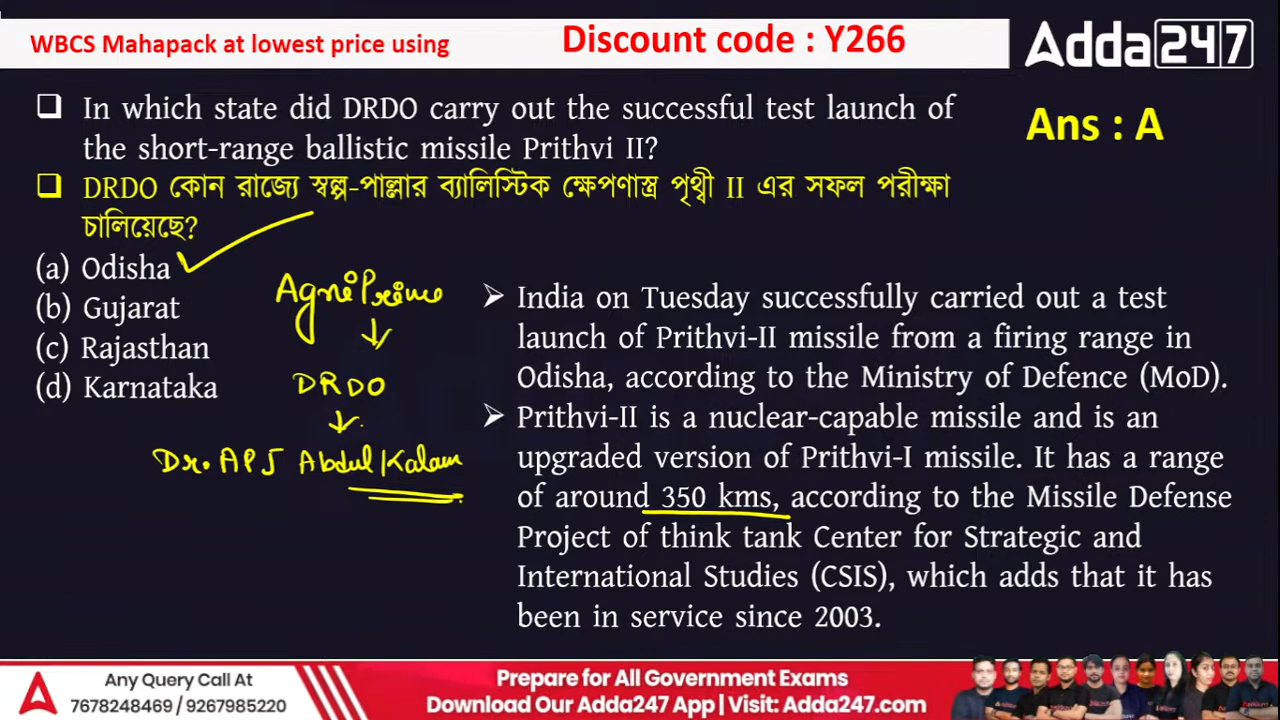 WBCS Mahapack at lowest price using
Discount code : Y266
Adda247
In which state did DRDO carry out the successful test launch of
the short-range ballistic missile Prithvi II?
Ans : A
DRDO কোন রাজ্যে স্বল্প-পাল্লার ব্যালিস্টিক ক্ষেপণাস্ত্র পৃথ্বী II এর সফল পরীক্ষা
চালিয়েছে?
(a) Odisha
(b) Gujarat
(c) Rajasthan
(d) Karnataka
Agni Prime
DRDO
Dr. APJ Abdul Kalam
➢ India on Tuesday successfully carried out a test
launch of Prithvi-II missile from a firing range in
Odisha, according to the Ministry of Defence (MoD).
➢ Prithvi-II is a nuclear-capable missile and is an
upgraded version of Prithvi-I missile. It has a range
of around 350 kms, according to the Missile Defense
Project of think tank Center for Strategic and
International Studies (CSIS), which adds that it has
been in service since 2003.
Any Query Call At
7678248469 / 9267985220
Prepare for All Government Exams
Download Our Adda247 App | Visit: Adda247.com